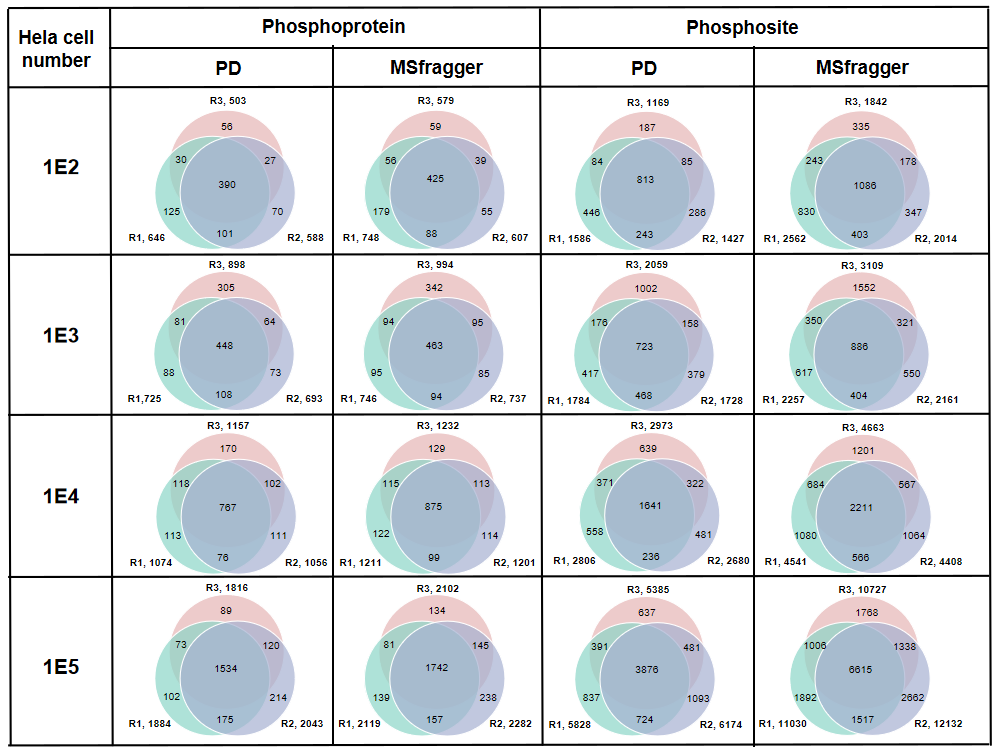 Hela cell
number
Phosphoprotein
Phosphosite
PD
MSfragger
PD
MSfragger
1E2
R3, 503
56
30
27
390
125
70
101
R1, 646
R2, 588
R3, 579
59
56
39
425
179
55
88
R1, 748
R2, 607
R3, 1169
187
84
85
813
446
286
243
R1, 1586
R2, 1427
R3, 1842
335
243
178
1086
830
347
403
R1, 2562
R2, 2014
1E3
R3, 898
305
81
64
448
88
73
108
R1,725
R2, 693
R3, 994
342
94
95
463
95
85
94
R1, 746
R2, 737
R3, 2059
1002
176
158
723
417
379
468
R1, 1784
R2, 1728
R3, 3109
1552
350
321
886
617
550
404
R1, 2257
R2, 2161
1E4
R3, 1157
170
118
102
767
113
111
76
R1, 1074
R2, 1056
R3, 1232
129
115
113
875
122
114
99
R1, 1211
R2, 1201
R3, 2973
639
371
322
1641
558
481
236
R1, 2806
R2, 2680
R3, 4663
1201
684
567
2211
1080
1064
566
R1, 4541
R2, 4408
1E5
R3, 1816
89
73
120
1534
102
214
175
R1, 1884
R2, 2043
R3, 2102
134
81
145
1742
139
238
157
R1, 2119
R2, 2282
R3, 5385
637
391
481
3876
837
1093
724
R1, 5828
R2, 6174
R3, 10727
1768
1006
1338
6615
1892
2662
1517
R1, 11030
R2, 12132